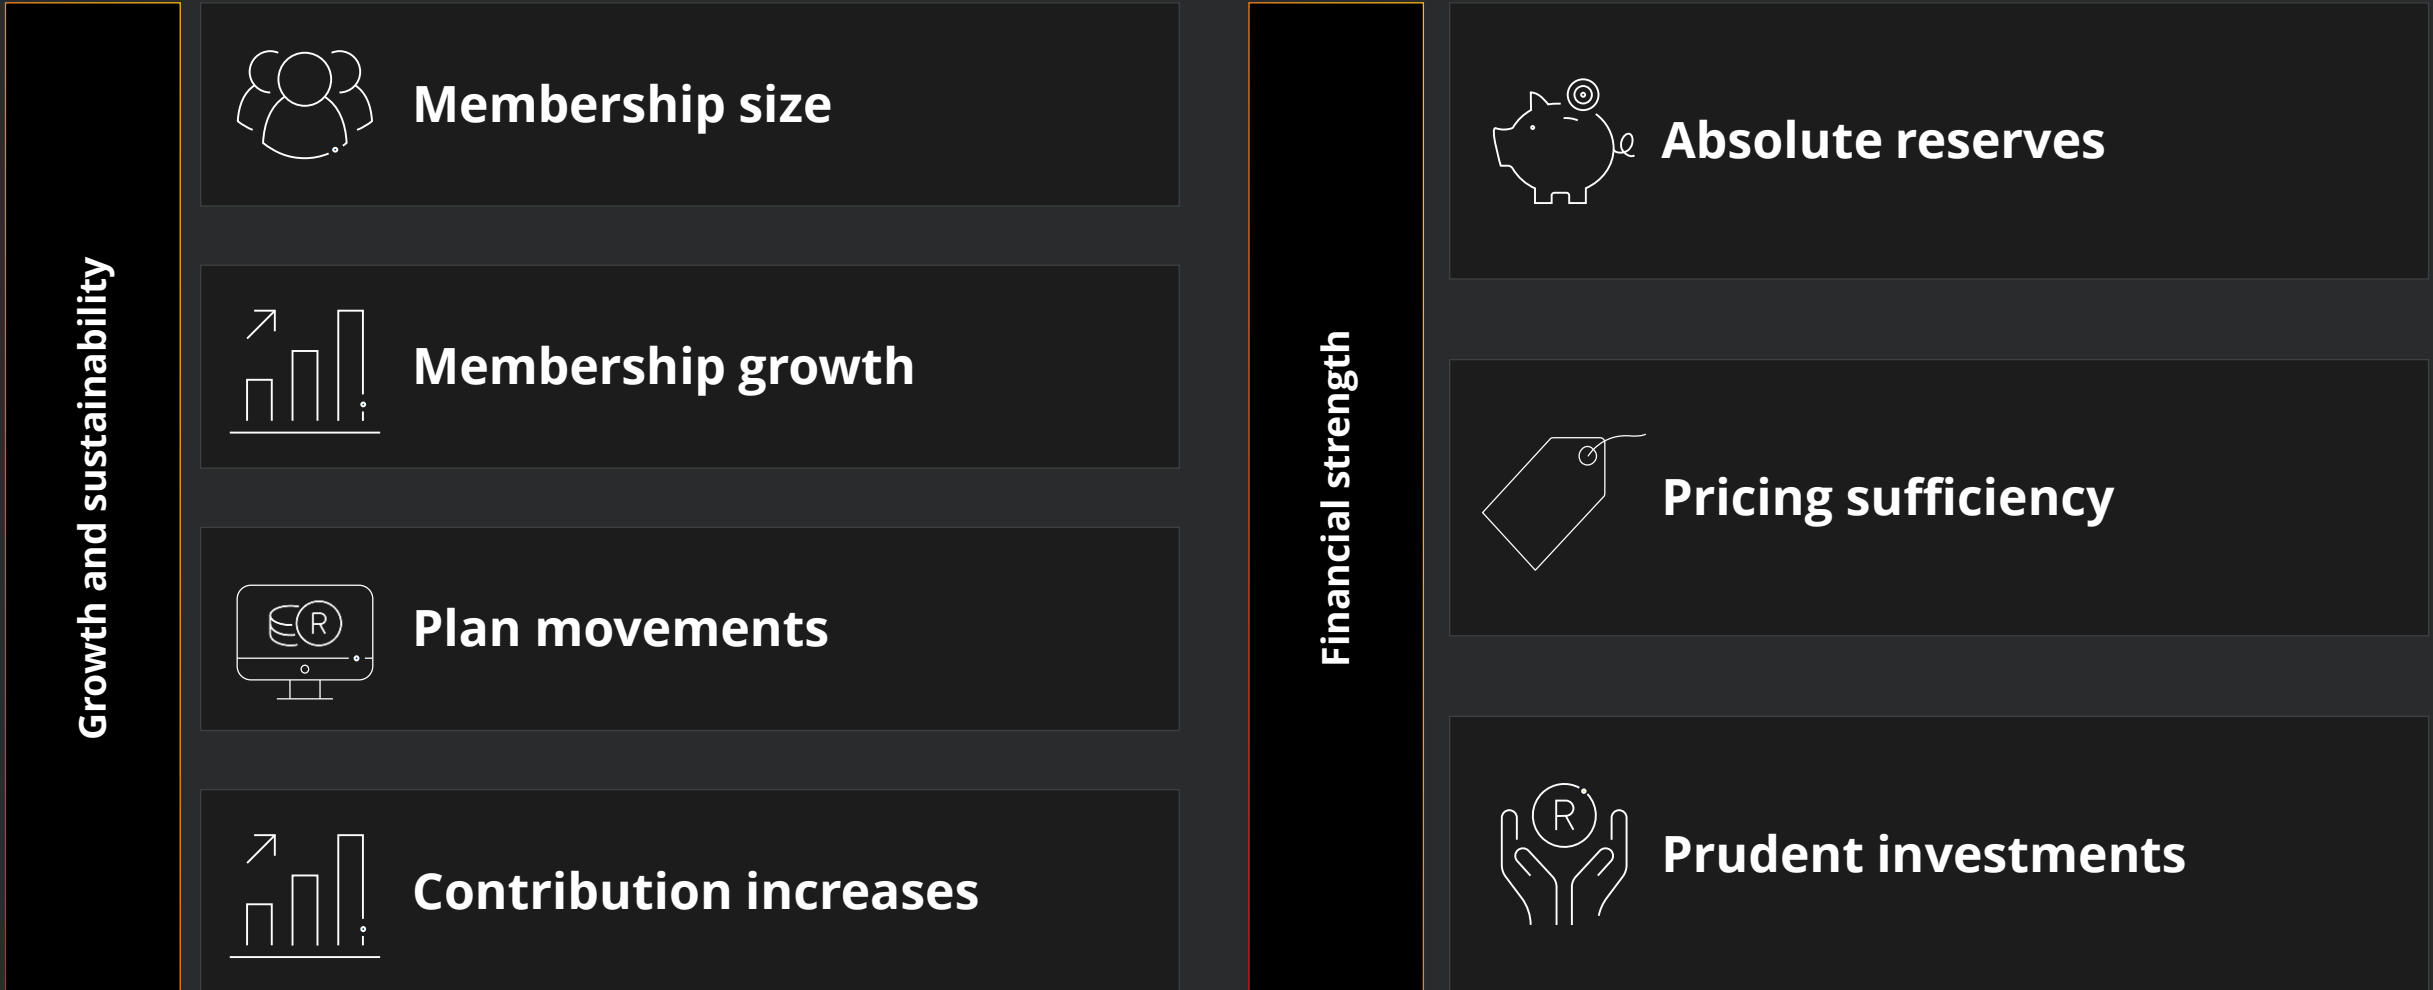 Growth and sustainability
Membership size
Membership growth
R
Plan movements
Contribution increases
Financial strength
Absolute reserves
Pricing sufficiency
R
Prudent investments